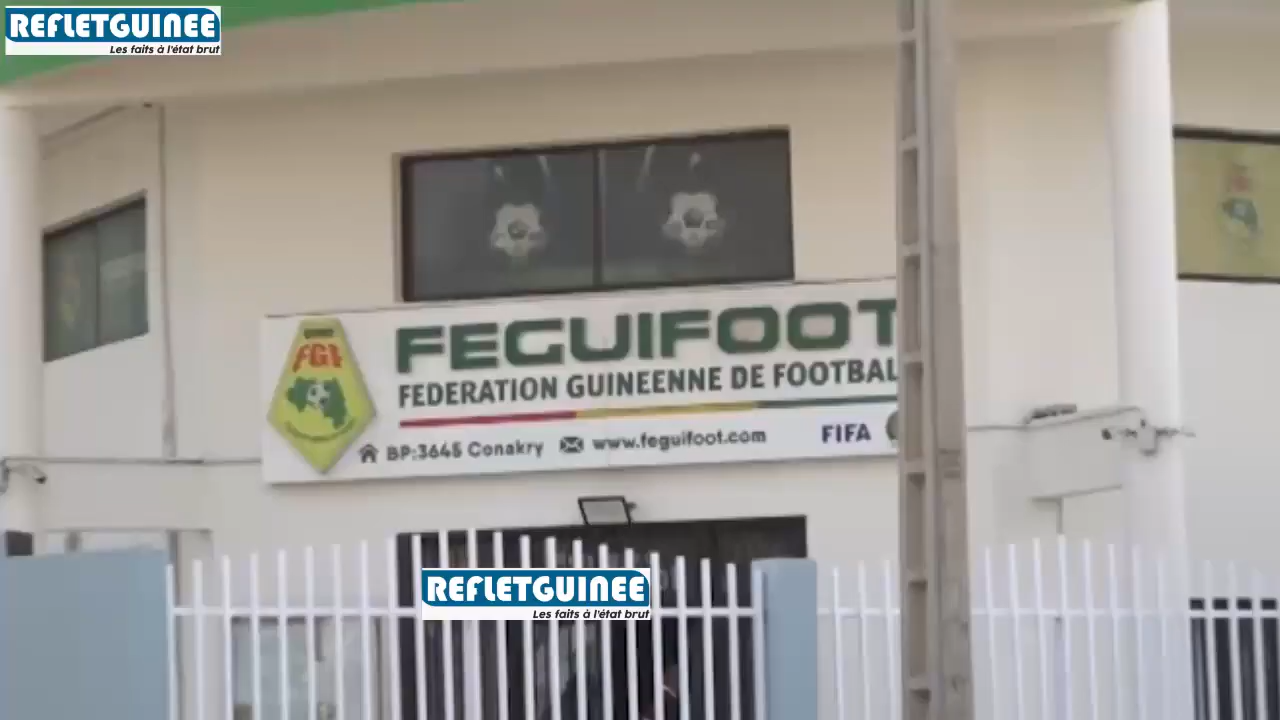 REFLETGUINEE
Les faits à l'état brut
FGF
FEGUIFOOT
FEDERATION GUINEENNE DE FOOTBAL
BP:3645 Conakry www.feguifoot.com FIFA
REFLETGUINEE
Les faits à l'état brut